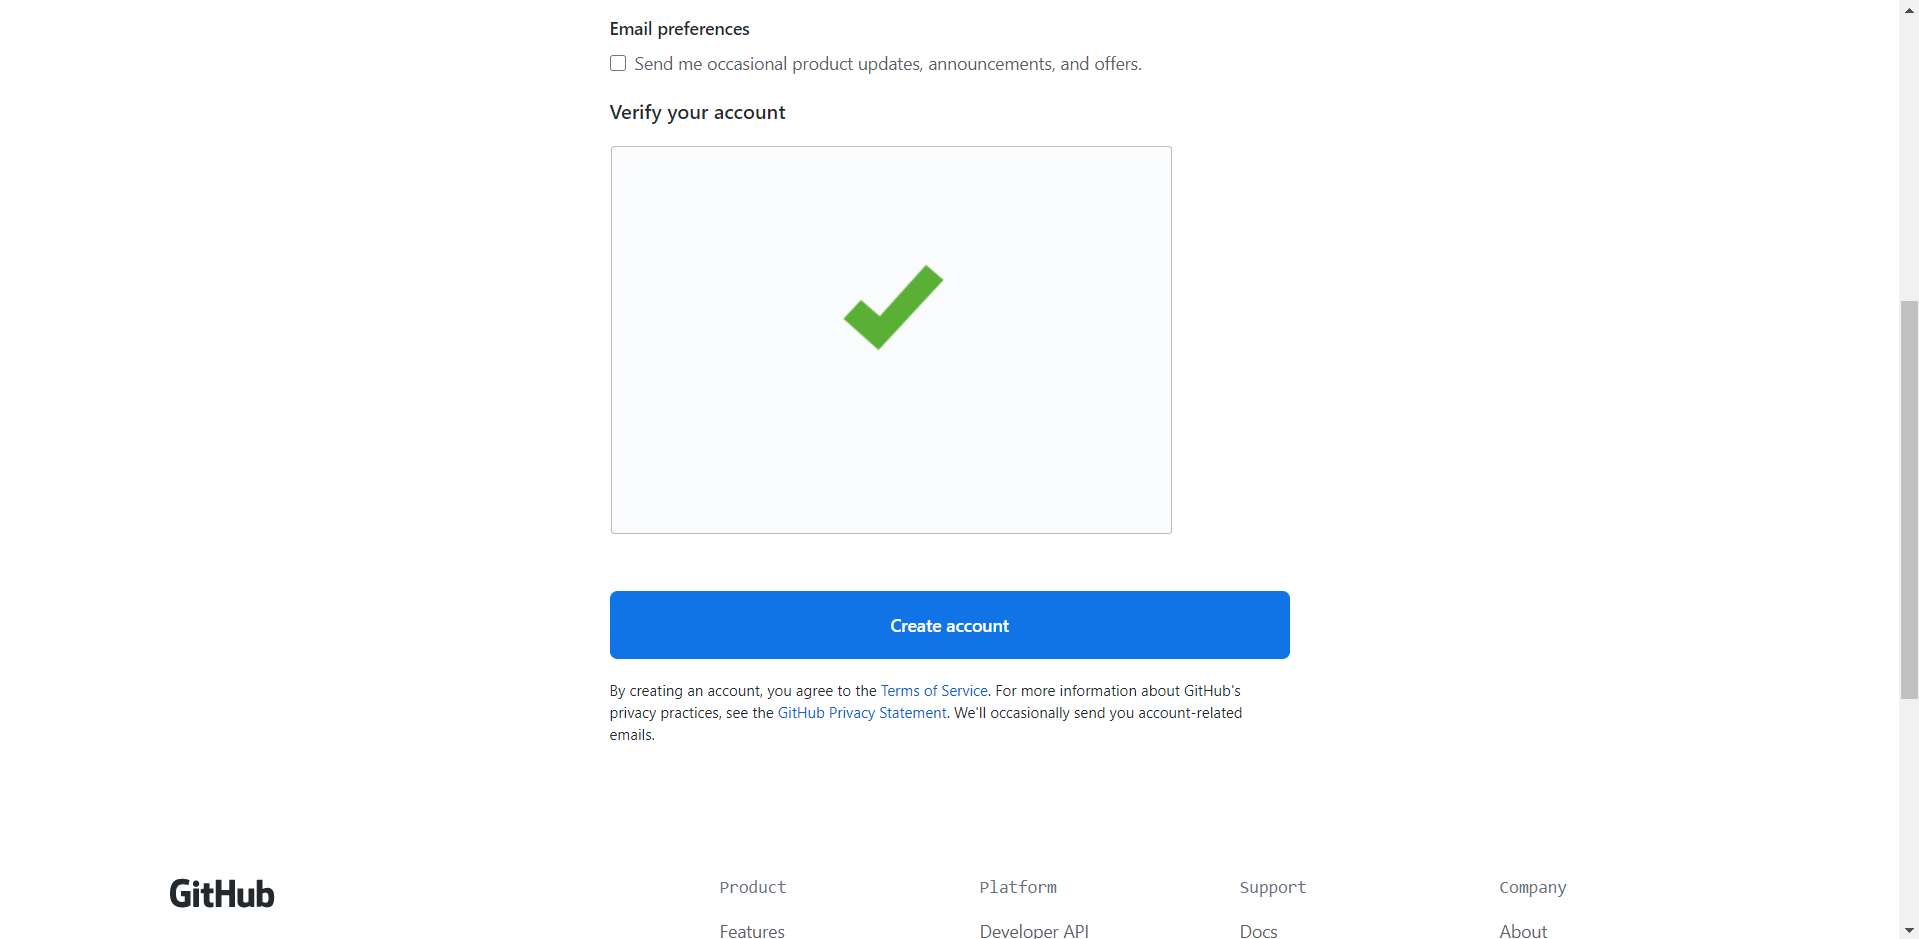 Email preferences
Send me occasional product updates, announcements, and offers.
Verify your account
Create account
By creating an account, you agree to the Terms of Service. For more information about GitHub's
privacy practices, see the GitHub Privacy Statement. We'll occasionally send you account-related
emails.
GitHub
Product
Platform
Support
Company
Features
Developer API
Docs
About